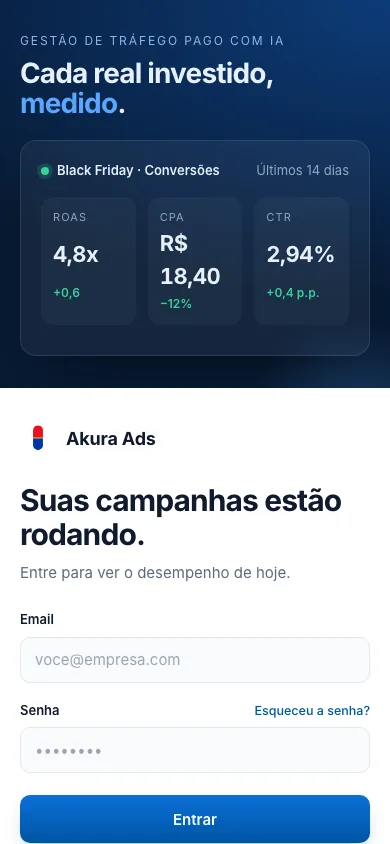 GESTÃO DE TRÁFEGO PAGO COM IA
Cada real investido,
medido.
Black Friday · Conversões
Últimos 14 dias
ROAS
4,8x
+0,6
CPA
R$
18,40
−12%
CTR
2,94%
+0,4 p.p.
Akura Ads
Suas campanhas estão
rodando.
Entre para ver o desempenho de hoje.
Email
voce@empresa.com
Senha
Esqueceu a senha?
••••••••
Entrar